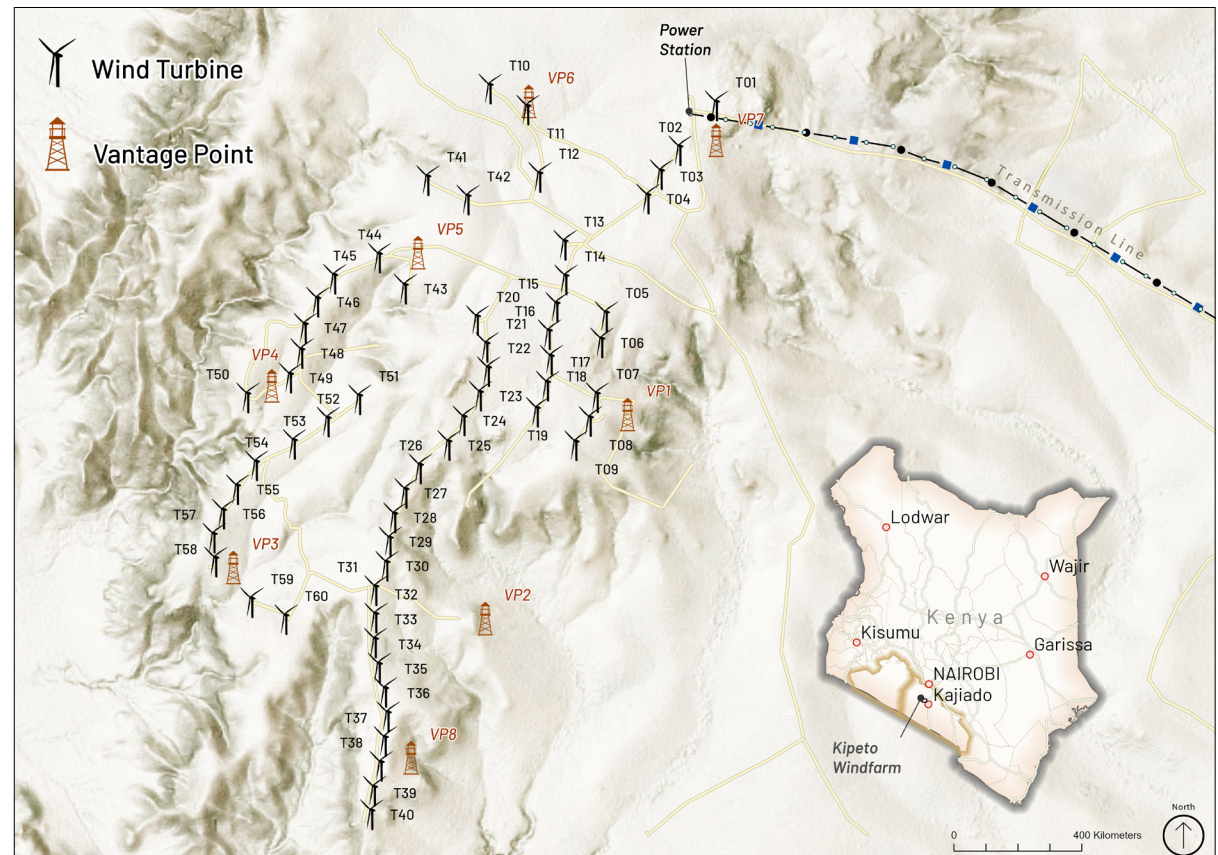 Wind Turbine
Vantage Point
Power
Station
T01
VP7
T02
T03
T04
T10
VP6
T11
T12
T41
T42
T13
T14
T44
VP5
T45
T43
T46
T15
T20
T16
T05
T21
T47
T22
T06
T48
VP4
T17
T50
T49
T51
T18
T07
VP1
T52
T23
T53
T24
T19
T54
T26
T25
T08
T09
T55
T27
T57
T56
T28
T58
VP3
T29
T31
T30
T59
T32
T60
VP2
T33
T34
T35
T36
T37
T38
VP8
T39
T40
Transmission Line
Lodwar
Wajir
Kenya
Kisumu
Garissa
NAIROBI
Kajiado
Kipeto
Windfarm
North
0
400 Kilometers